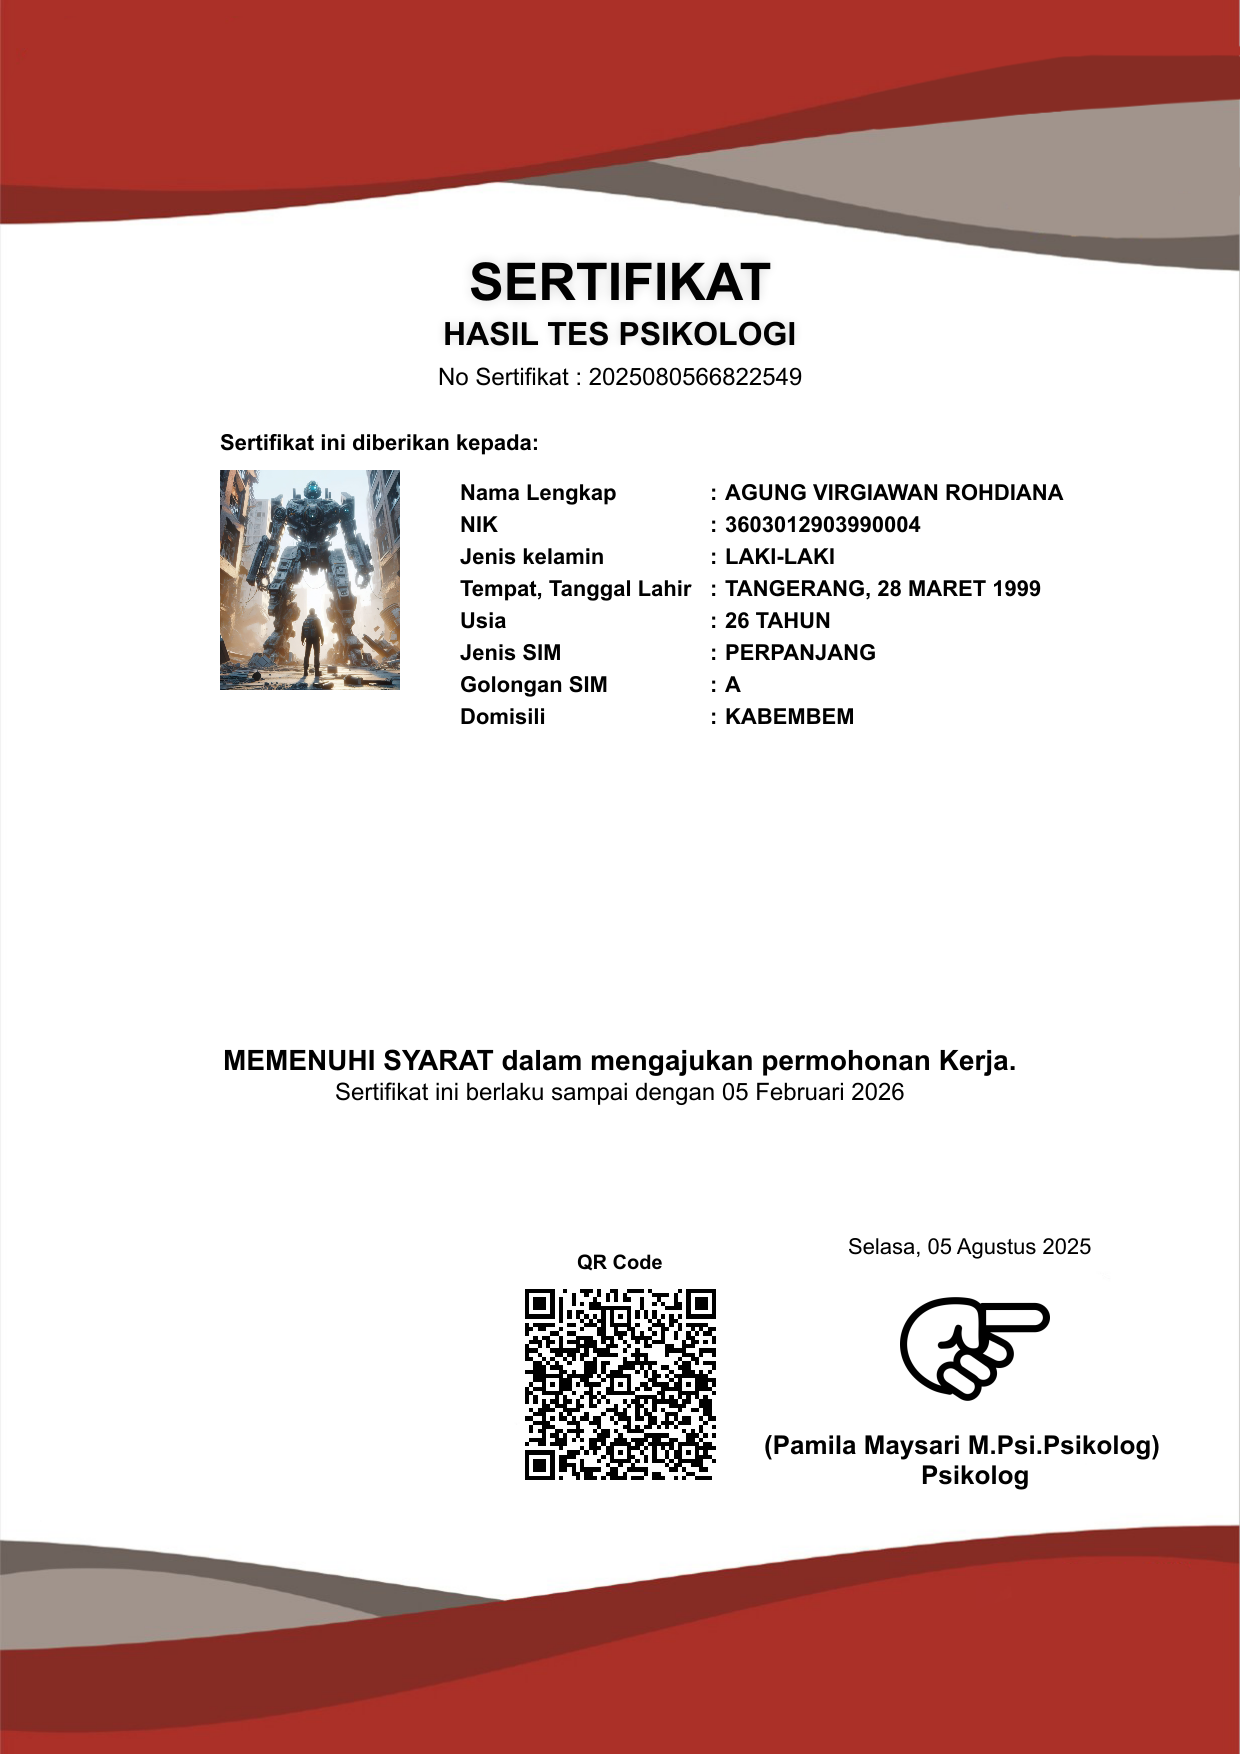 SERTIFIKAT
HASIL TES PSIKOLOGI
No Sertifikat : 2025080566822549
Sertifikat ini diberikan kepada:
Nama Lengkap : AGUNG VIRGIAWAN ROHDIANA
NIK : 3603012903990004
Jenis kelamin : LAKI-LAKI
Tempat, Tanggal Lahir : TANGERANG, 28 MARET 1999
Usia : 26 TAHUN
Jenis SIM : PERPANJANG
Golongan SIM : A
Domisili : KABEMBEM
MEMENUHI SYARAT dalam mengajukan permohonan Kerja.
Sertifikat ini berlaku sampai dengan 05 Februari 2026
Selasa, 05 Agustus 2025
QR Code
(Pamila Maysari M.Psi.Psikolog)
Psikolog